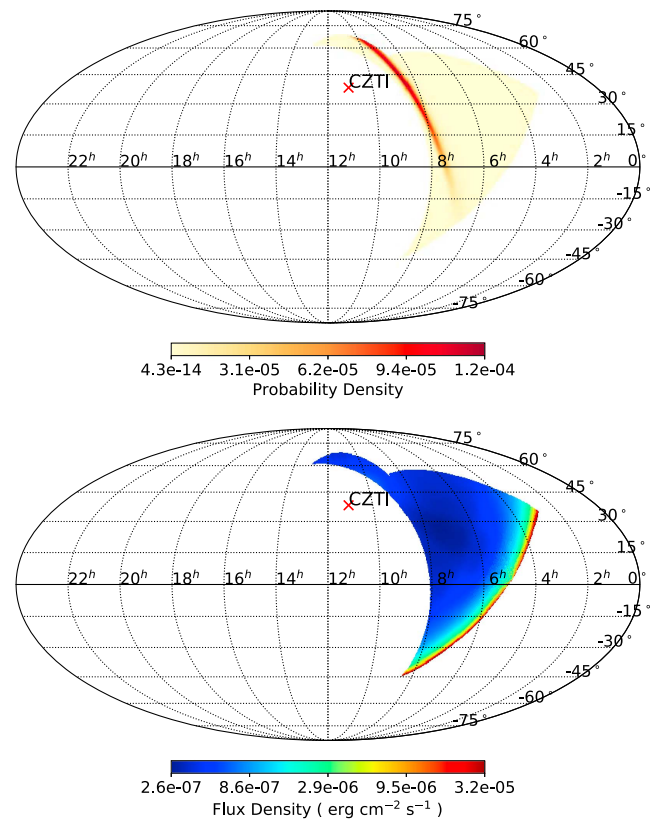 75°
60°
45°
CZTI
30°
15°
22h 20h 18h 16h 14h 12h 10h 8h 6h 4h 2h 0°
-15°
-30°
-45°
-60°
-75°
4.3e-14 3.1e-05 6.2e-05 9.4e-05 1.2e-04
Probability Density
75°
60°
45°
CZTI
30°
15°
22h 20h 18h 16h 14h 12h 10h 8h 6h 4h 2h 0°
-15°
-30°
-45°
-60°
-75°
2.6e-07 8.6e-07 2.9e-06 9.5e-06 3.2e-05
Flux Density ( erg cm−2 s−1 )